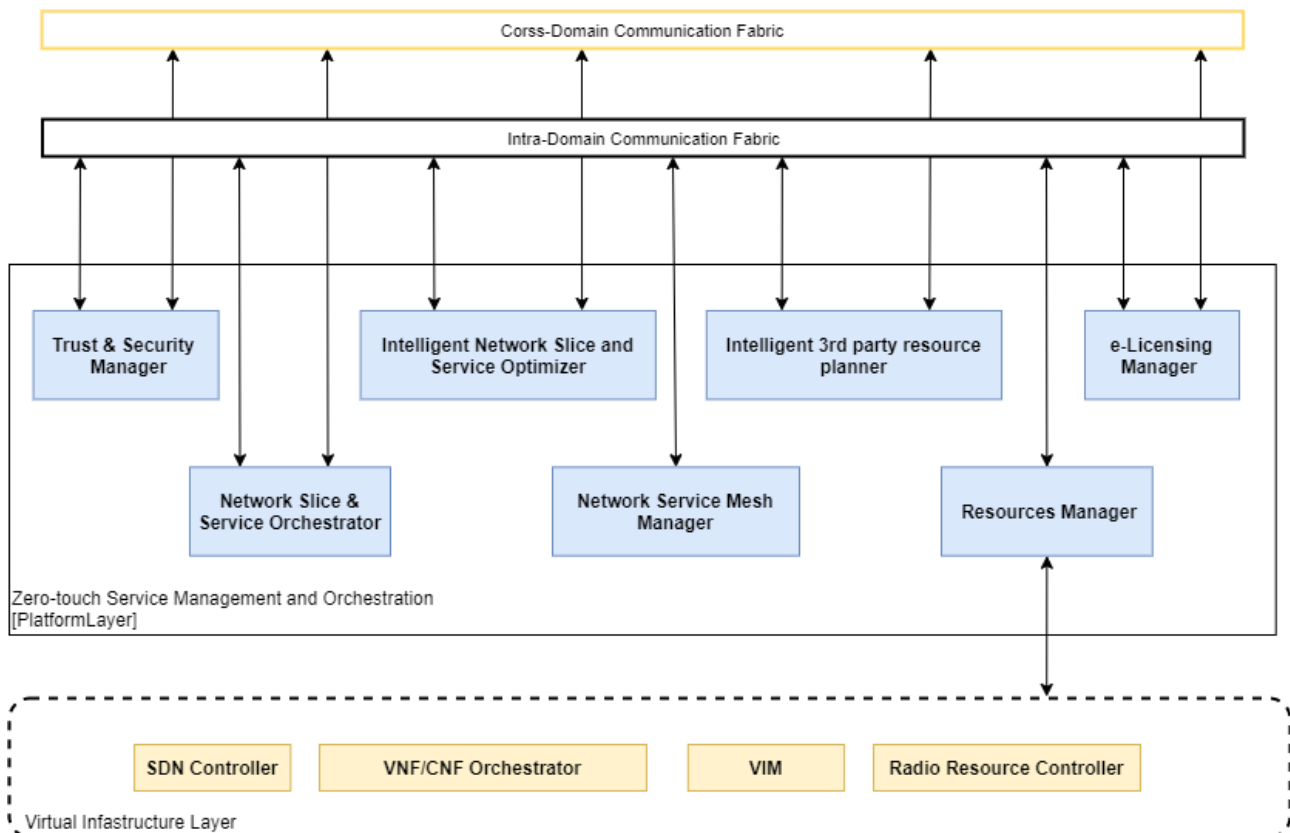 Corss-Domain Communication Fabric
Intra-Domain Communication Fabric
Trust & Security
Manager
Intelligent Network Slice and
Service Optimizer
Intelligent 3rd party resource
planner
e-Licensing
Manager
Network Slice &
Service Orchestrator
Network Service Mesh
Manager
Resources Manager
Zero-touch Service Management and Orchestration
[PlatformLayer]
SDN Controller
VNF/CNF Orchestrator
VIM
Radio Resource Controller
Virtual Infastructure Layer